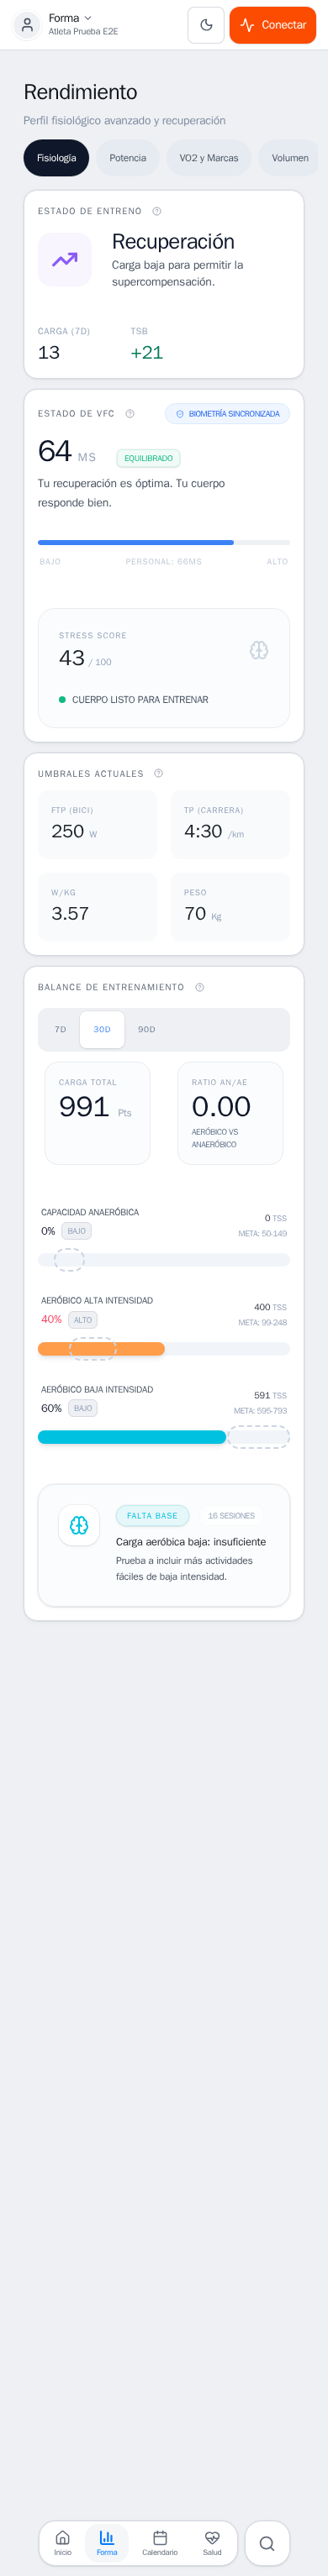 Forma
Atleta Prueba E2E
Conectar
Rendimiento
Perfil fisiológico avanzado y recuperación
Fisiología
Potencia
VO2 y Marcas
Volumen
ESTADO DE ENTRENO
Recuperación
Carga baja para permitir la
supercompensación.
CARGA (7D)
TSB
13
+21
ESTADO DE VFC
BIOMETRÍA SINCRONIZADA
64 MS
EQUILIBRADO
Tu recuperación es óptima. Tu cuerpo
responde bien.
BAJO
PERSONAL: 66MS
ALTO
STRESS SCORE
43 / 100
CUERPO LISTO PARA ENTRENAR
UMBRALES ACTUALES
FTP (BICI)
250 W
TP (CARRERA)
4:30 /km
W/KG
3.57
PESO
70 Kg
BALANCE DE ENTRENAMIENTO
7D
30D
90D
CARGA TOTAL
991 Pts
RATIO AN/AE
0.00
AERÓBICO VS
ANAERÓBICO
CAPACIDAD ANAERÓBICA
0% BAJO
0 TSS
META: 50-149
AERÓBICO ALTA INTENSIDAD
40% ALTO
400 TSS
META: 99-248
AERÓBICO BAJA INTENSIDAD
60% BAJO
591 TSS
META: 595-793
FALTA BASE
16 SESIONES
Carga aeróbica baja: insuficiente
Prueba a incluir más actividades
fáciles de baja intensidad.
Inicio
Forma
Calendario
Salud